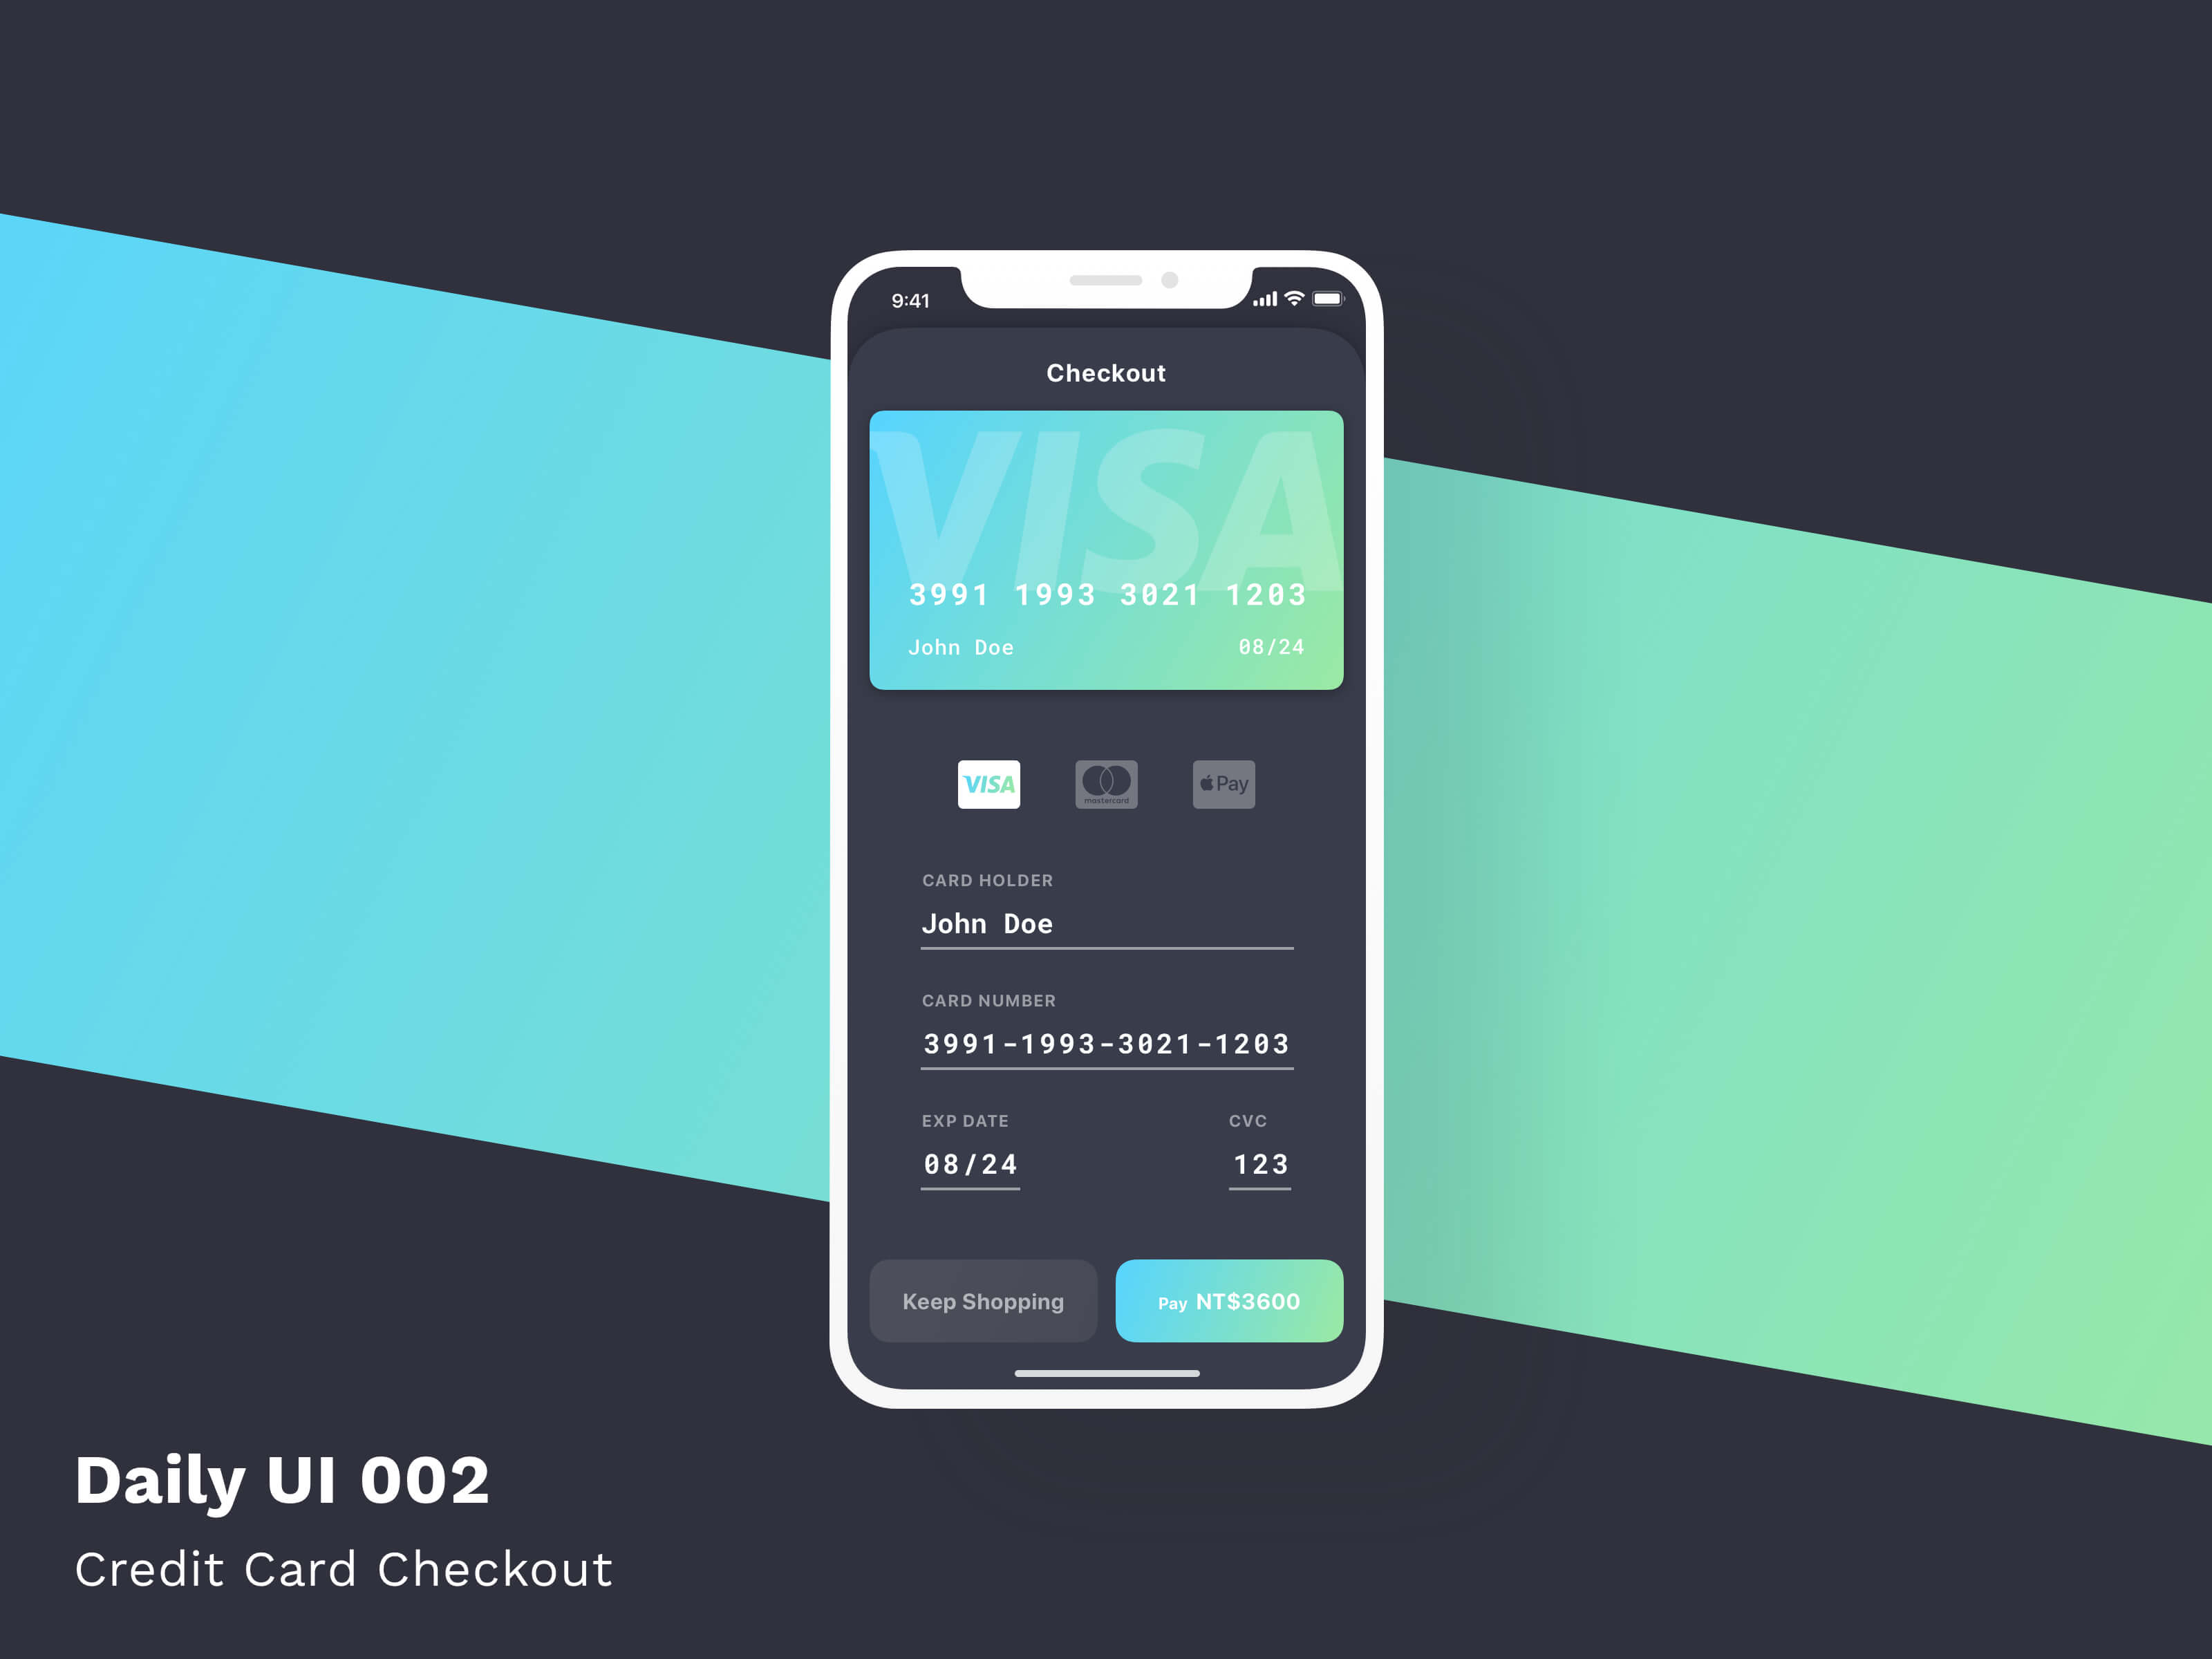 9:41
Checkout
VISA
3991 1993 3021 1203
John Doe 08/24
VISA mastercard Pay
CARD HOLDER
John Doe
CARD NUMBER
3991-1993-3021-1203
EXP DATE CVC
08/24 123
Keep Shopping Pay NT$3600
Daily UI 002
Credit Card Checkout